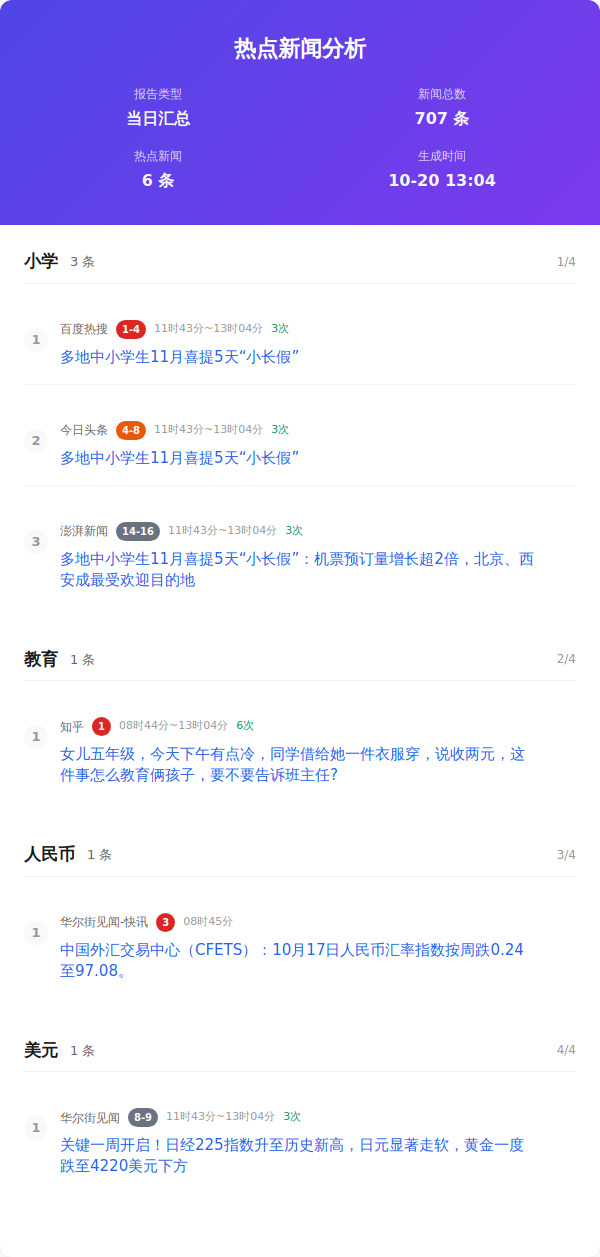 热点新闻分析
报告类型
当日汇总
新闻总数
707 条
热点新闻
6 条
生成时间
10-20 13:04
小学 3 条 1/4
1 百度热搜 1-4 11时43分~13时04分 3次
多地中小学生11月喜提5天“小长假”
2 今日头条 4-8 11时43分~13时04分 3次
多地中小学生11月喜提5天“小长假”
3 澎湃新闻 14-16 11时43分~13时04分 3次
多地中小学生11月喜提5天“小长假”：机票预订量增长超2倍，北京、西
安成最受欢迎目的地
教育 1 条 2/4
1 知乎 1 08时44分~13时04分 6次
女儿五年级，今天下午有点冷，同学借给她一件衣服穿，说收两元，这
件事怎么教育俩孩子，要不要告诉班主任?
人民币 1 条 3/4
1 华尔街见闻-快讯 3 08时45分
中国外汇交易中心（CFETS）：10月17日人民币汇率指数按周跌0.24
至97.08。
美元 1 条 4/4
1 华尔街见闻 8-9 11时43分~13时04分 3次
关键一周开启！日经225指数升至历史新高，日元显著走软，黄金一度
跌至4220美元下方